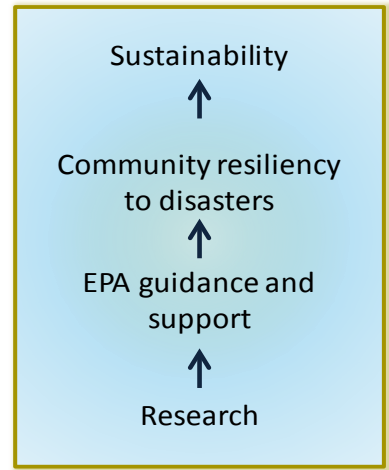 Sustainability
Community resiliency
to disasters
EPA guidance and
support
Research